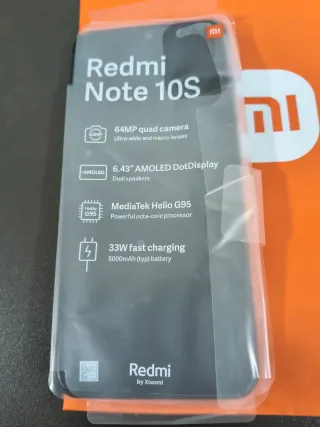 mi
Redmi
Note 10S
64MP
64MP quad camera
Ultra-wide and macro lenses
AMOLED
6.43" AMOLED DotDisplay
Dual speakers
Helio
G95
MediaTek Helio G95
Powerful octa-core processor
33W fast charging
5000mAh (typ) battery
Redmi
by Xiaomi
mi